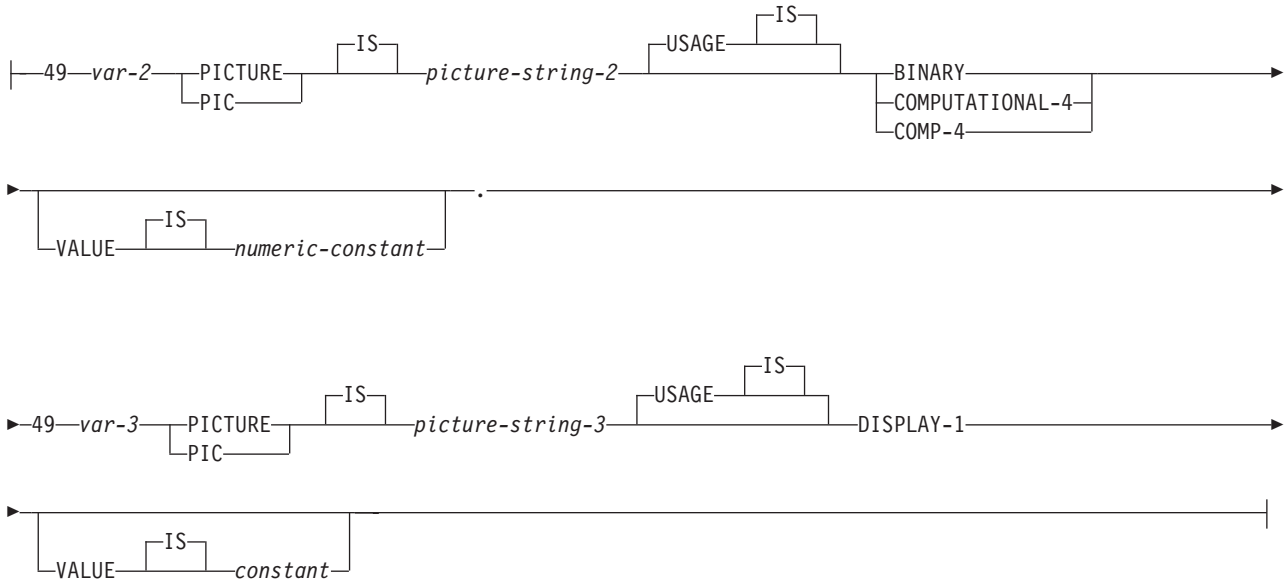 IS IS
IS USAGE
49 var-2 PICTURE picture-string-2 BINARY
PIC COMPUTATIONAL-4
COMP-4
.
IS
VALUE numeric-constant
IS
IS USAGE
49 var-3 PICTURE picture-string-3 DISPLAY-1
PIC
IS
VALUE constant